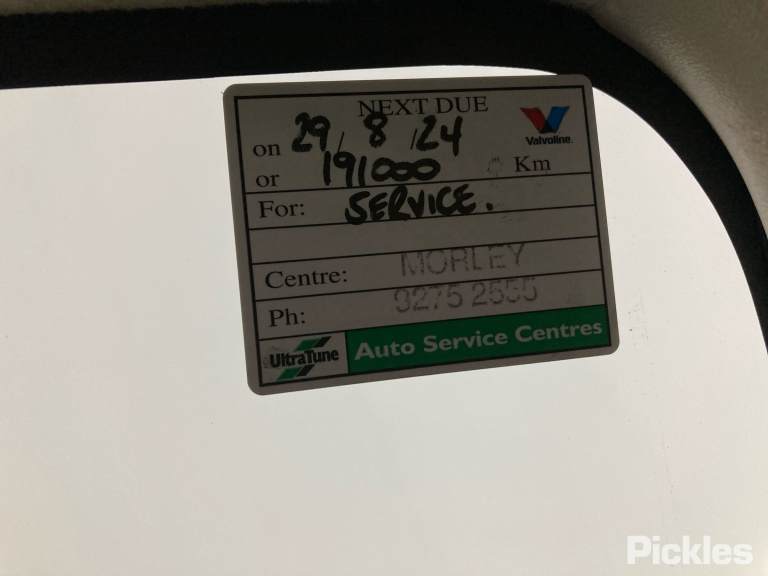 NEXT DUE
on 29/8/24
Valvoline
or 191000 Km
For: SERVICE.
Centre: MORLEY
Ph: 9275 2555
UltraTune Auto Service Centres
Pickles